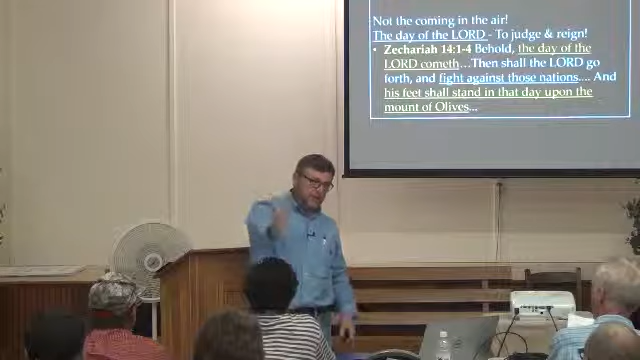 Not the coming in the air!
The day of the LORD - To judge & reign!
• Zechariah 14:1-4 Behold, the day of the
LORD cometh…Then shall the LORD go
forth, and fight against those nations.... And
his feet shall stand in that day upon the
mount of Olives...